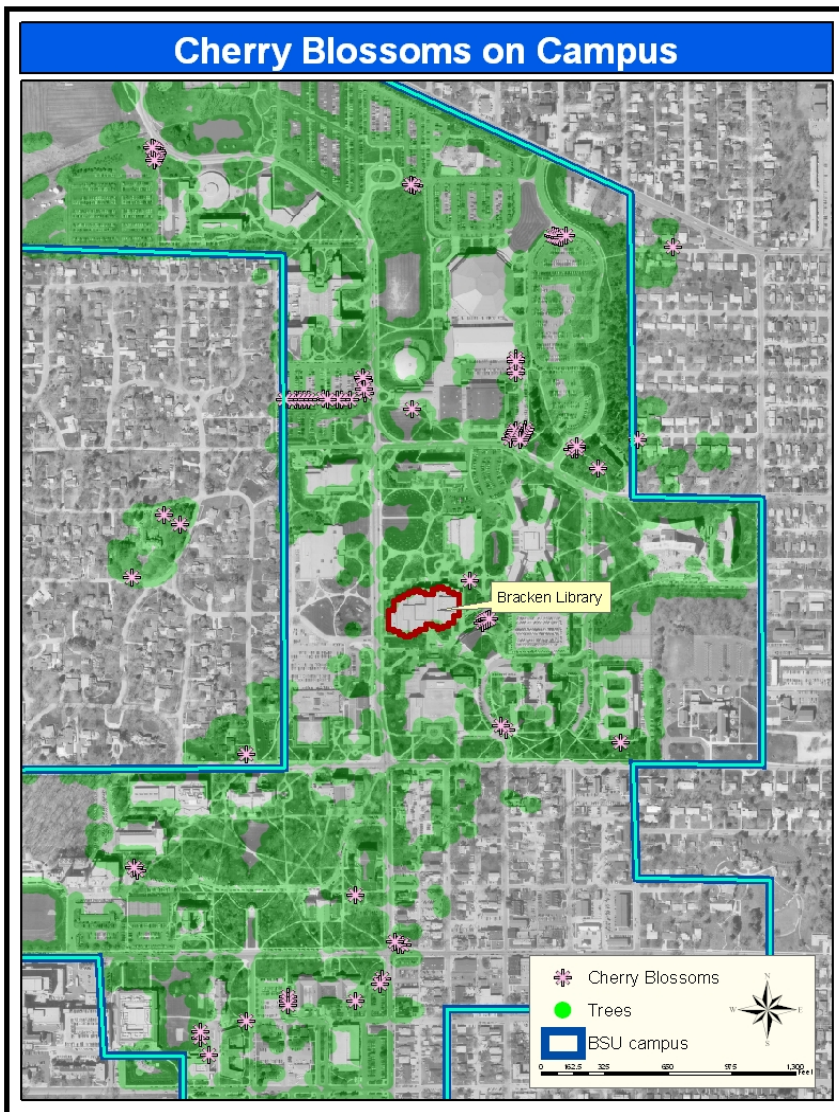 Cherry Blossoms on Campus
Bracken Library
Cherry Blossoms
Trees
BSU campus
N
W E
S
0 162.5 325 650 975 1,300
Feet